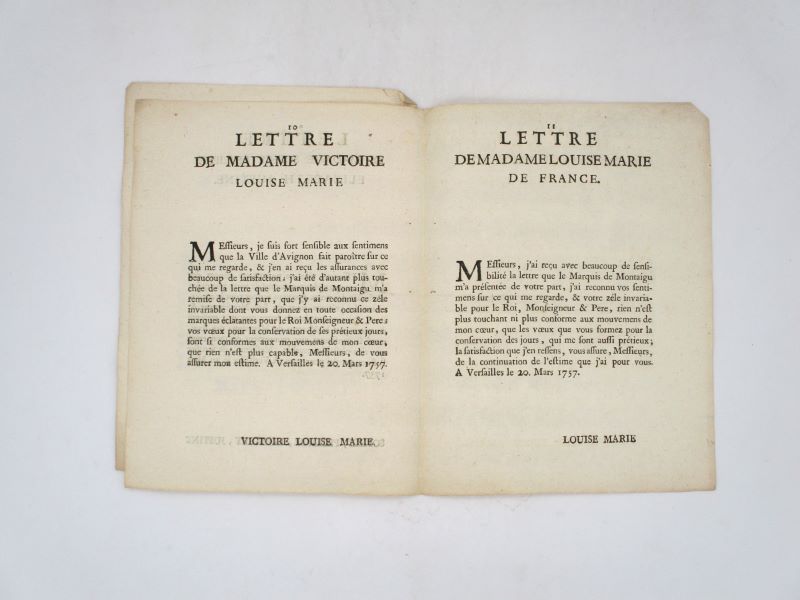 10
LETTRE
DE MADAME VICTOIRE
LOUISE MARIE
MEſſieurs, je ſuis fort ſenſible aux ſentimens
que la Ville d'Avignon fait paroître ſur ce
qui me regarde, & j'en ai reçu les aſſurances avec
beaucoup de ſatisfaction; j'ai été d'autant plus tou-
chée de la lettre que le Marquis de Montaigu m'a
remiſe de votre part, que j'y ai reconnu ce zéle
invariable dont vous donnez en toute occaſion des
marques éclatantes pour le Roi Monſeigneur & Pere;
vos vœux pour la conſervation de ſes prétieux jours,
ſont ſi conformes aux mouvemens de mon cœur,
que rien n'eſt plus capable, Meſſieurs, de vous
aſſurer mon eſtime. A Verſailles le 20. Mars 1757.
VICTOIRE LOUISE MARIE
11
LETTRE
DE MADAME LOUISE MARIE
DE FRANCE.
MEſſieurs, j'ai reçu avec beaucoup de ſenſi-
bilité la lettre que le Marquis de Montaigu
m'a préſentée de votre part, j'ai reconnu vos ſenti-
mens ſur ce qui me regarde, & votre zéle invaria-
ble pour le Roi, Monſeigneur & Pere, rien n'eſt
plus touchant ni plus conforme aux mouvemens de
mon cœur, que les vœux que vous formez pour la
conſervation des jours, qui me ſont auſſi prétieux;
la ſatisfaction que j'en reſſens, vous aſſure, Meſſieurs,
de la continuation de l'eſtime que j'ai pour vous.
A Verſailles le 20. Mars 1757.
LOUISE MARIE